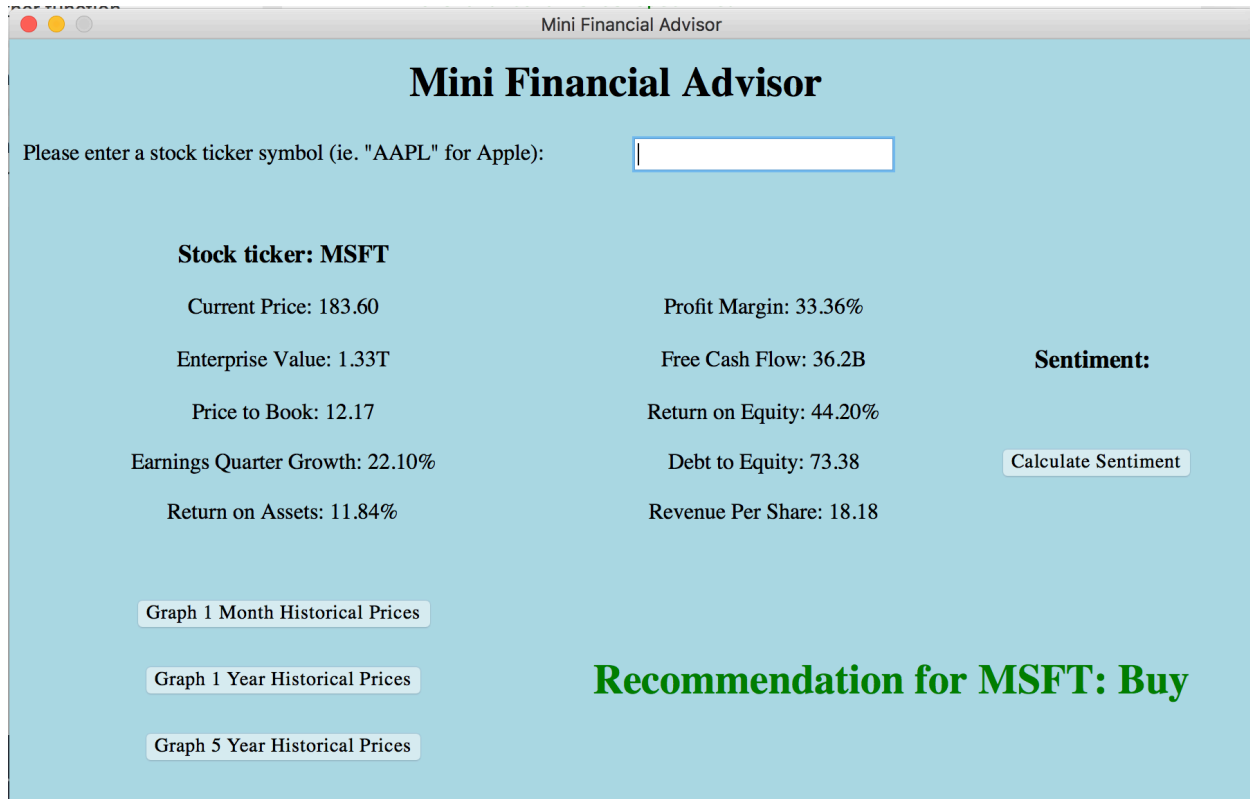 Mini Financial Advisor
Mini Financial Advisor
Please enter a stock ticker symbol (ie. "AAPL" for Apple):
Stock ticker: MSFT
Current Price: 183.60
Profit Margin: 33.36%
Enterprise Value: 1.33T
Free Cash Flow: 36.2B
Sentiment:
Price to Book: 12.17
Return on Equity: 44.20%
Earnings Quarter Growth: 22.10%
Debt to Equity: 73.38
Calculate Sentiment
Return on Assets: 11.84%
Revenue Per Share: 18.18
Graph 1 Month Historical Prices
Graph 1 Year Historical Prices
Recommendation for MSFT: Buy
Graph 5 Year Historical Prices